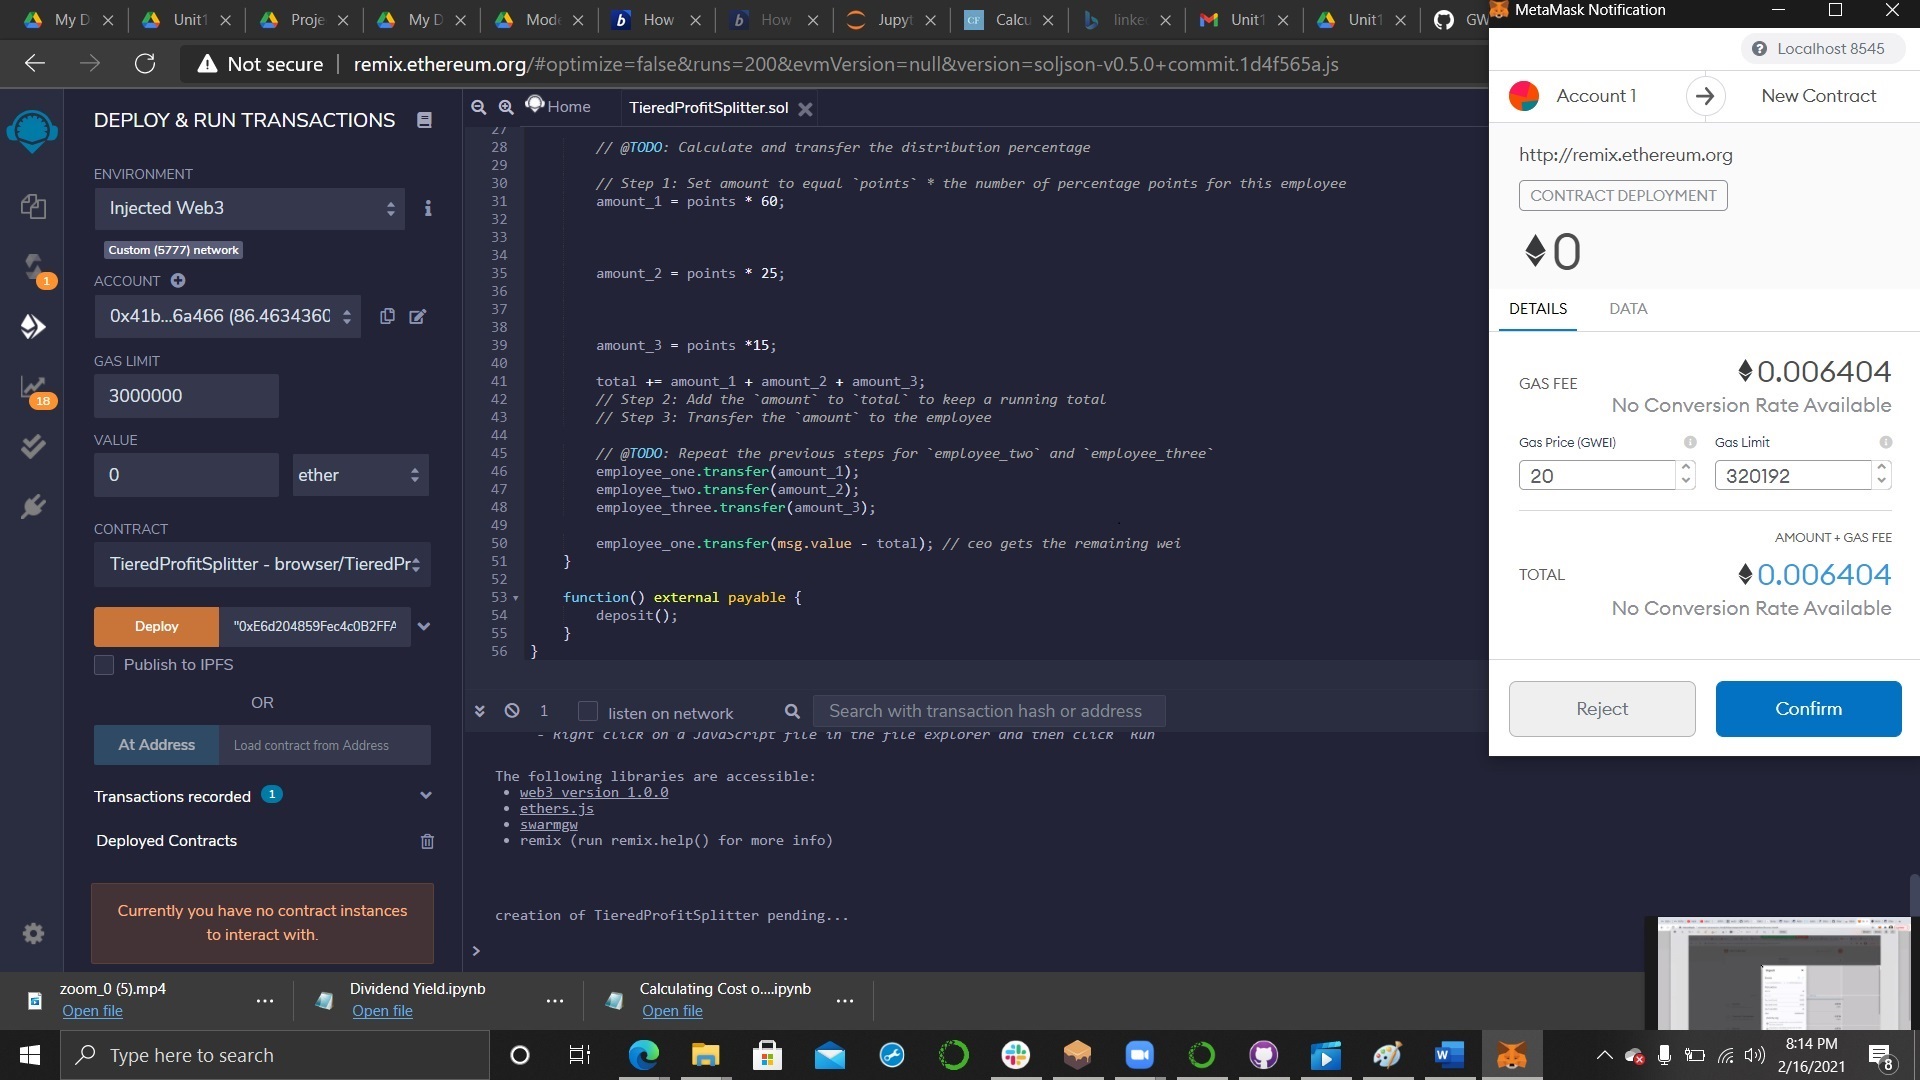 My D
Unit1
Proje
My D
Mode
How
How
Jupyt
Calcu
linke
Unit1
Unit1
GW
MetaMask Notification
Not secure
remix.ethereum.org/#optimize=false&runs=200&evmVersion=null&version=soljson-v0.5.0+commit.1d4f565a.js
DEPLOY & RUN TRANSACTIONS
ENVIRONMENT
Injected Web3
Custom (5777) network
ACCOUNT
0x41b...6a466 (86.4634360
GAS LIMIT
3000000
VALUE
0
ether
CONTRACT
TieredProfitSplitter - browser/TieredPr
Deploy
"0xE6d204859Fec4c0B2FFA
Publish to IPFS
OR
At Address
Load contract from Address
Transactions recorded 1
Deployed Contracts
Currently you have no contract instances
to interact with.
1
18
Home
TieredProfitSplitter.sol
27
28 // @TODO: Calculate and transfer the distribution percentage
29
30 // Step 1: Set amount to equal `points` * the number of percentage points for this employee
31 amount_1 = points * 60;
32
33
34
35 amount_2 = points * 25;
36
37
38
39 amount_3 = points *15;
40
41 total += amount_1 + amount_2 + amount_3;
42 // Step 2: Add the `amount` to `total` to keep a running total
43 // Step 3: Transfer the `amount` to the employee
44
45 // @TODO: Repeat the previous steps for `employee_two` and `employee_three`
46 employee_one.transfer(amount_1);
47 employee_two.transfer(amount_2);
48 employee_three.transfer(amount_3);
49
50 employee_one.transfer(msg.value - total); // ceo gets the remaining wei
51 }
52
53 function() external payable {
54 deposit();
55 }
56 }
1
listen on network
Search with transaction hash or address
- Right click on a JavaScript file in the file explorer and then click Run
The following libraries are accessible:
• web3 version 1.0.0
• ethers.js
• swarmgw
• remix (run remix.help() for more info)
creation of TieredProfitSplitter pending...
>
Localhost 8545
Account 1
New Contract
http://remix.ethereum.org
CONTRACT DEPLOYMENT
0
DETAILS
DATA
GAS FEE
0.006404
No Conversion Rate Available
Gas Price (GWEI)
Gas Limit
20
320192
AMOUNT + GAS FEE
TOTAL
0.006404
No Conversion Rate Available
Reject
Confirm
zoom_0 (5).mp4
Open file
Dividend Yield.ipynb
Open file
Calculating Cost o....ipynb
Open file
Type here to search
8:14 PM
2/16/2021
8